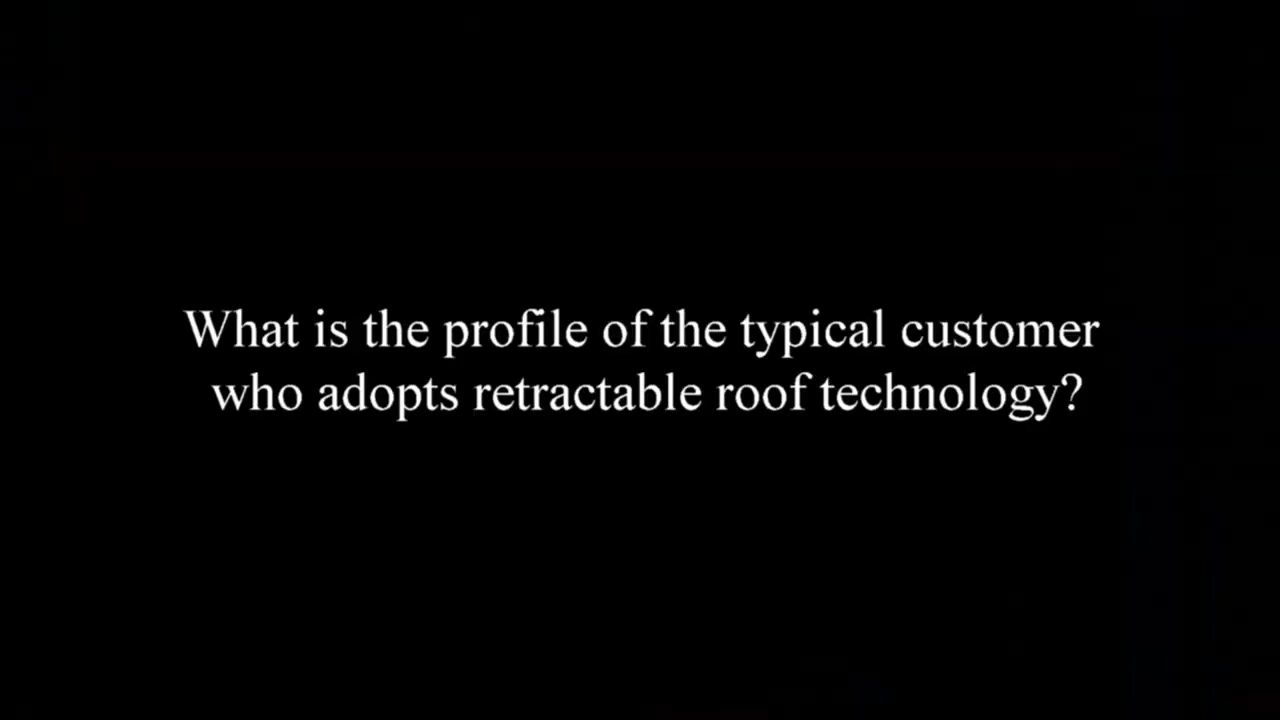 What is the profile of the typical customer
who adopts retractable roof technology?